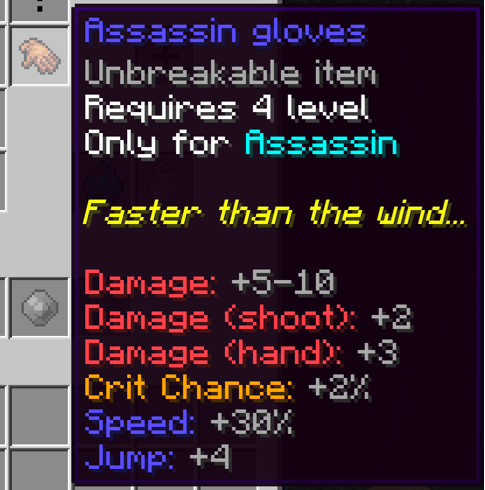 Assassin gloves
Unbreakable item
Requires 4 level
Only for Assassin
Faster than the wind...
Damage: +5-10
Damage (shoot): +2
Damage (hand): +3
Crit Chance: +2%
Speed: +30%
Jump: +4